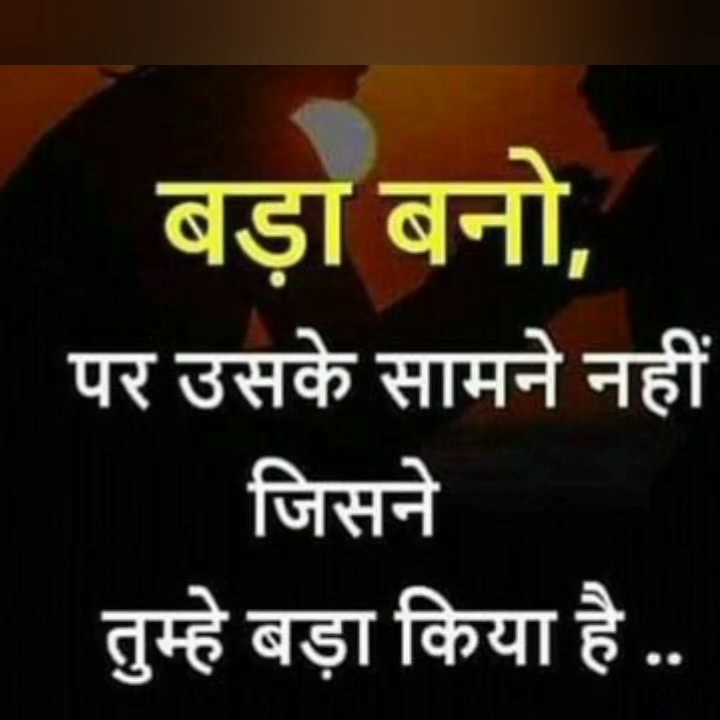 बड़ा बनो,
पर उसके सामने नहीं
जिसने
तुम्हे बड़ा किया है ..